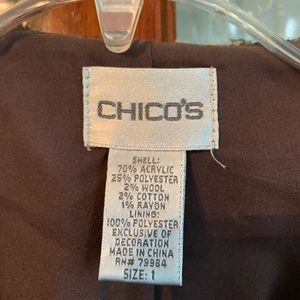 CHICO'S
SHELL:
70% ACRYLIC
25% POLYESTER
2% WOOL
2% COTTON
1% RAYON
LINING:
100% POLYESTER
EXCLUSIVE OF
DECORATION
MADE IN CHINA
RN# 79984
SIZE: 1